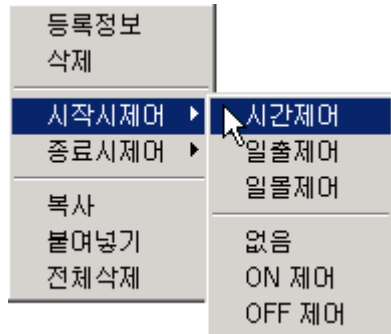 등록정보
삭제
시작시제어
종료시제어
복사
붙여넣기
전체삭제
시간제어
일출제어
일몰제어
없음
ON 제어
OFF 제어